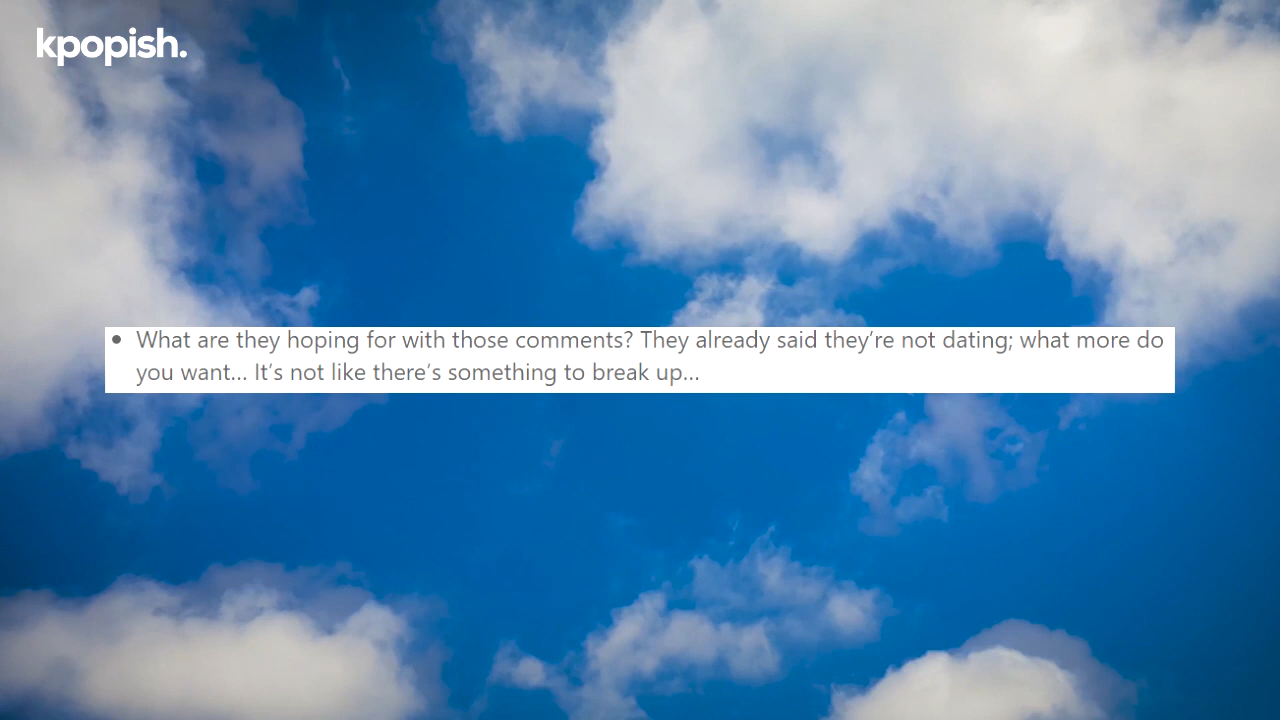 kpopish.
• What are they hoping for with those comments? They already said they’re not dating; what more do
you want... It’s not like there’s something to break up...